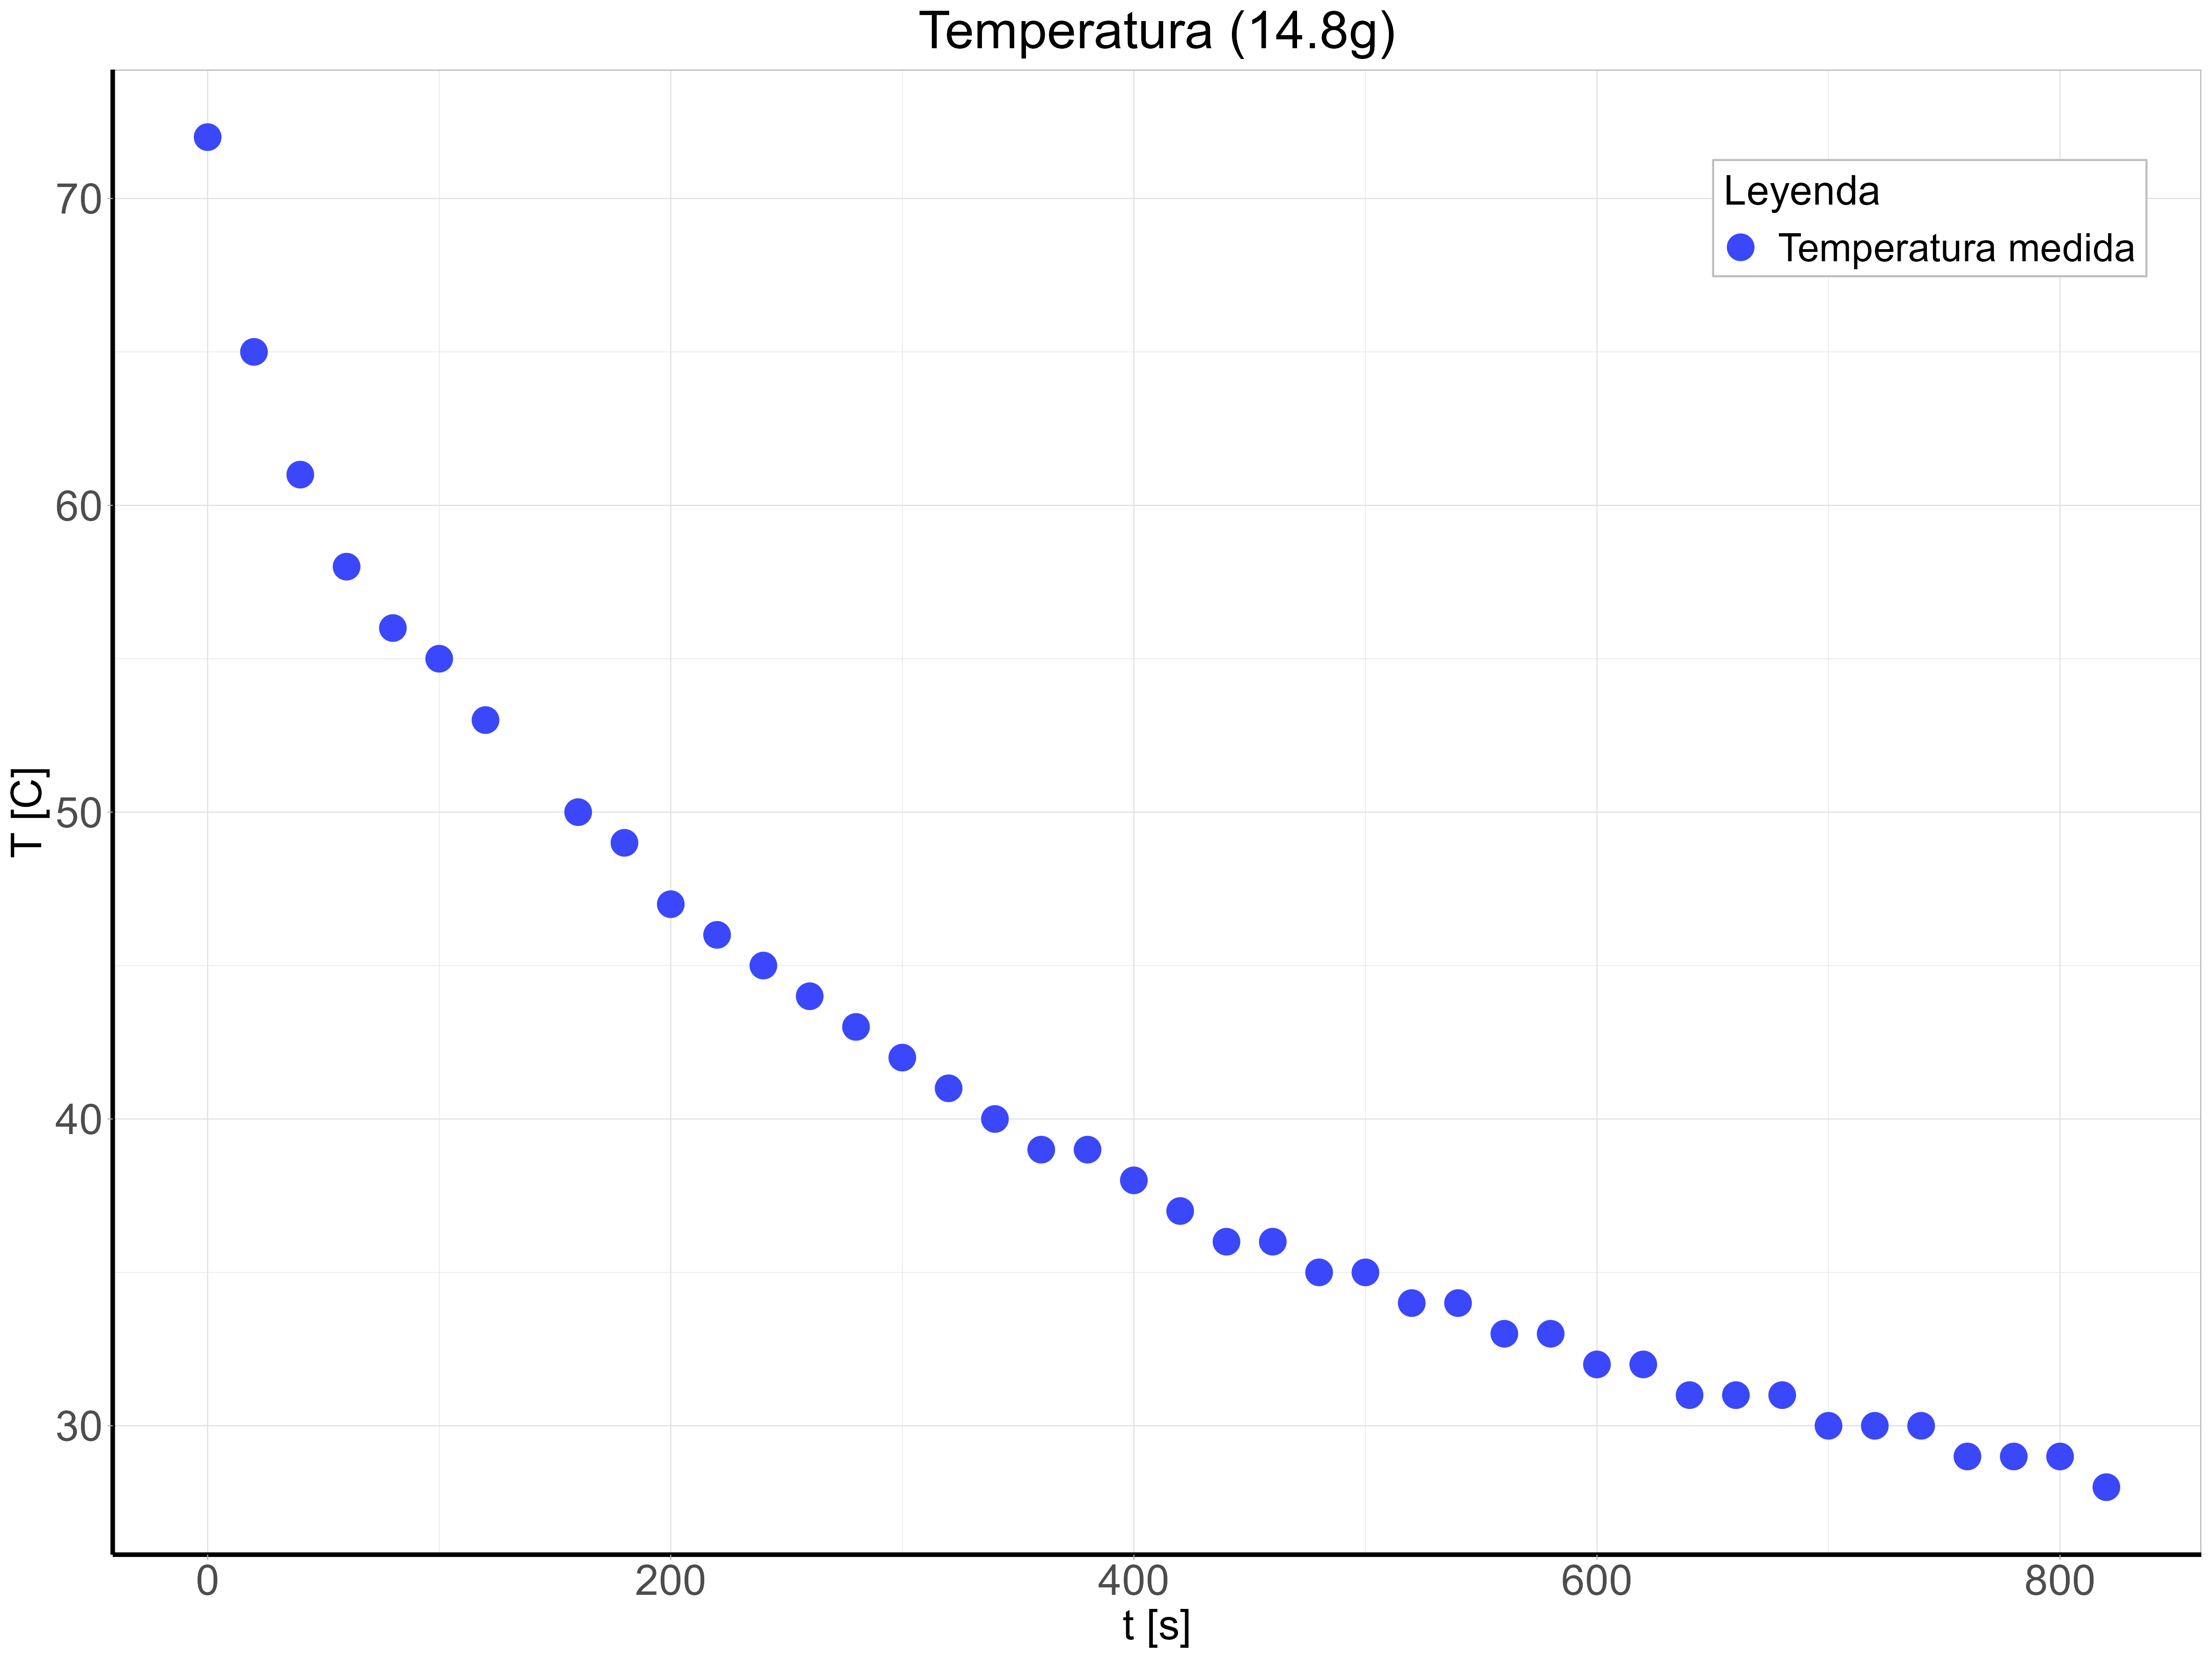 Temperatura (14.8g)
Leyenda
Temperatura medida
T [C]
70
60
50
40
30
0 200 400 600 800
t [s]